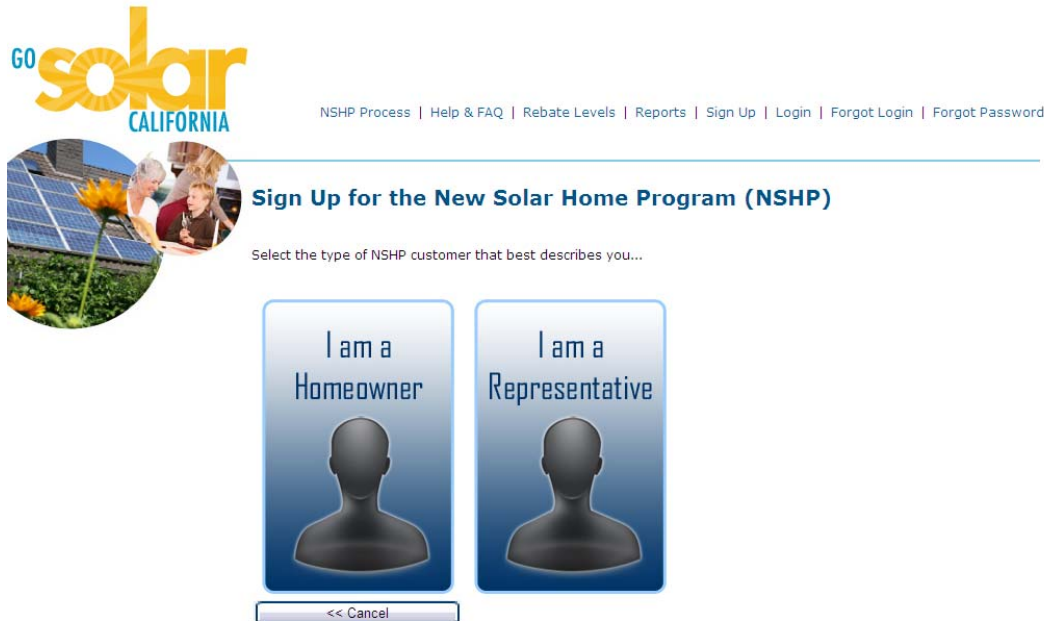 GO
solar
CALIFORNIA
NSHP Process | Help & FAQ | Rebate Levels | Reports | Sign Up | Login | Forgot Login | Forgot Password
Sign Up for the New Solar Home Program (NSHP)
Select the type of NSHP customer that best describes you...
I am a
Homeowner
I am a
Representative
<< Cancel